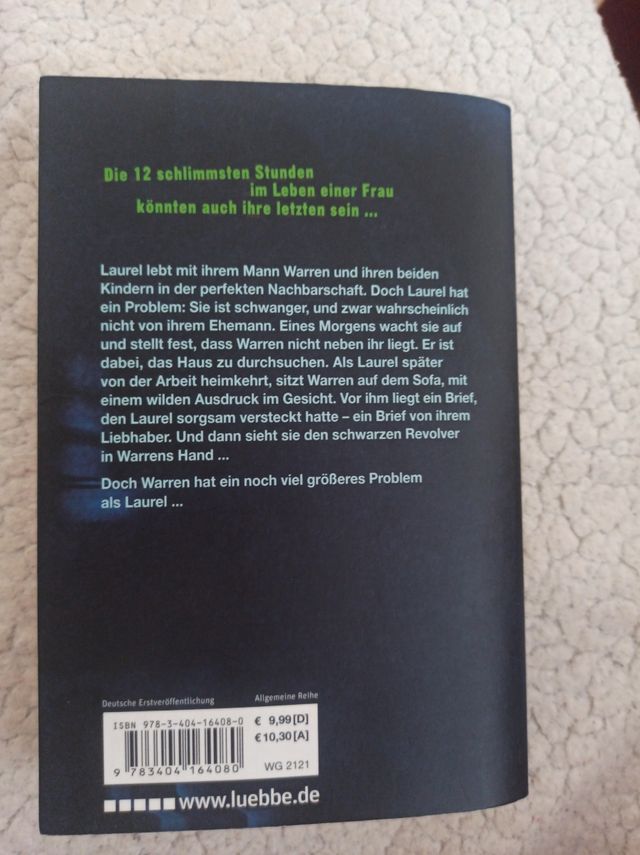 Die 12 schlimmsten Stunden
im Leben einer Frau
könnten auch ihre letzten sein ...
Laurel lebt mit ihrem Mann Warren und ihren beiden
Kindern in der perfekten Nachbarschaft. Doch Laurel hat
ein Problem: Sie ist schwanger, und zwar wahrscheinlich
nicht von ihrem Ehemann. Eines Morgens wacht sie auf
und stellt fest, dass Warren nicht neben ihr liegt. Er ist
dabei, das Haus zu durchsuchen. Als Laurel später
von der Arbeit heimkehrt, sitzt Warren auf dem Sofa, mit
einem wilden Ausdruck im Gesicht. Vor ihm liegt ein Brief,
den Laurel sorgsam versteckt hatte – ein Brief von ihrem
Liebhaber. Und dann sieht sie den schwarzen Revolver
in Warrens Hand ...
Doch Warren hat ein noch viel größeres Problem
als Laurel ...
Deutsche Erstveröffentlichung Allgemeine Reihe
ISBN 978-3-404-16408-0
€ 9,99 [D]
€ 10,30 [A]
WG 2121
9 783404 164080
www.luebbe.de